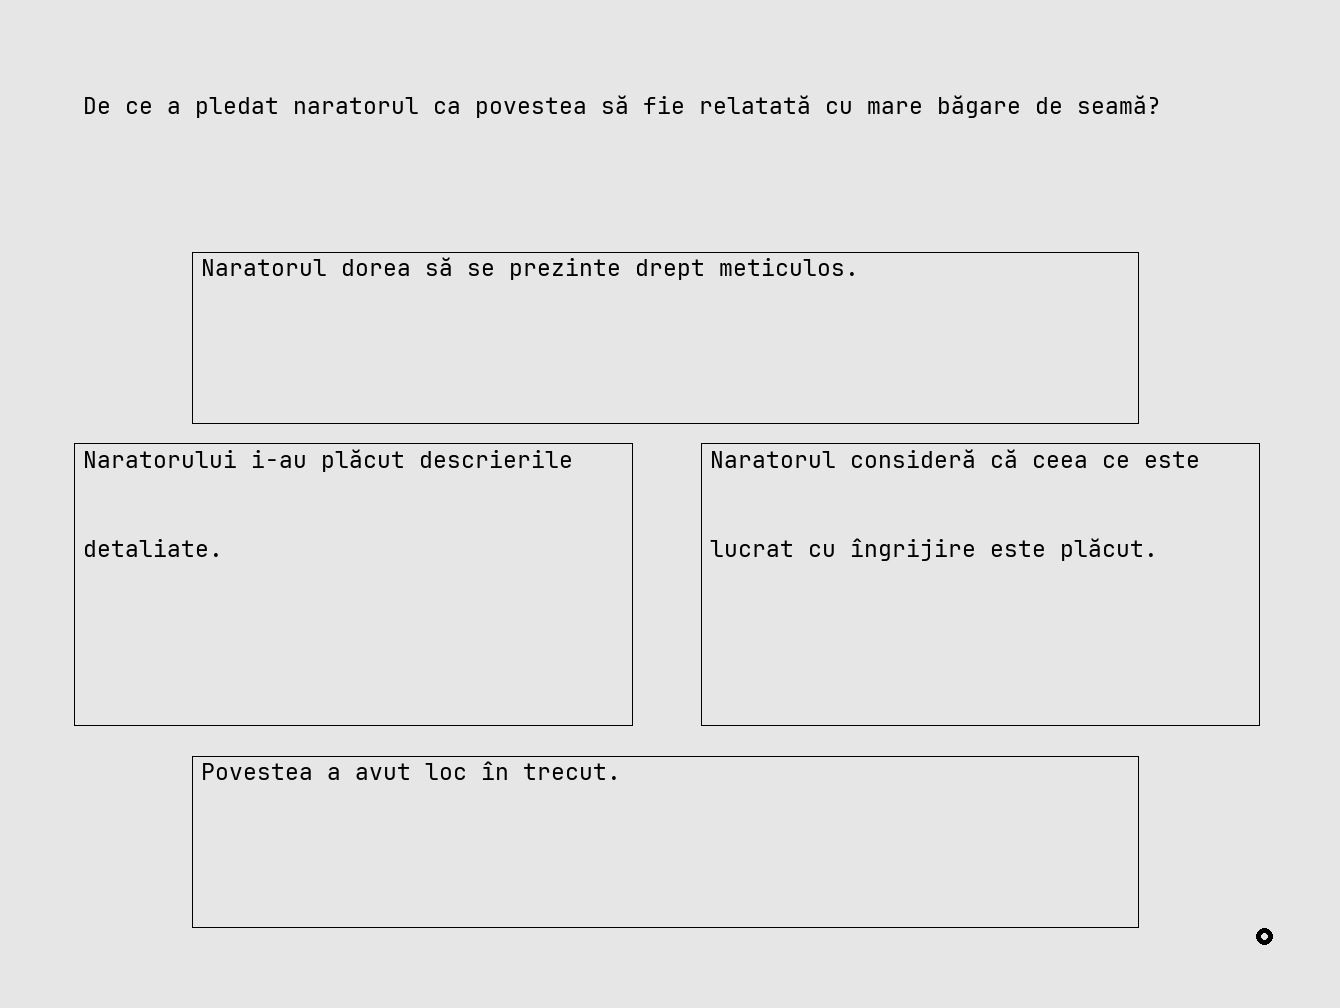 De ce a pledat naratorul ca povestea să fie relatată cu mare băgare de seamă?
Naratorul dorea să se prezinte drept meticulos.
Naratorului i-au plăcut descrierile
detaliate.
Naratorul consideră că ceea ce este
lucrat cu îngrijire este plăcut.
Povestea a avut loc în trecut.